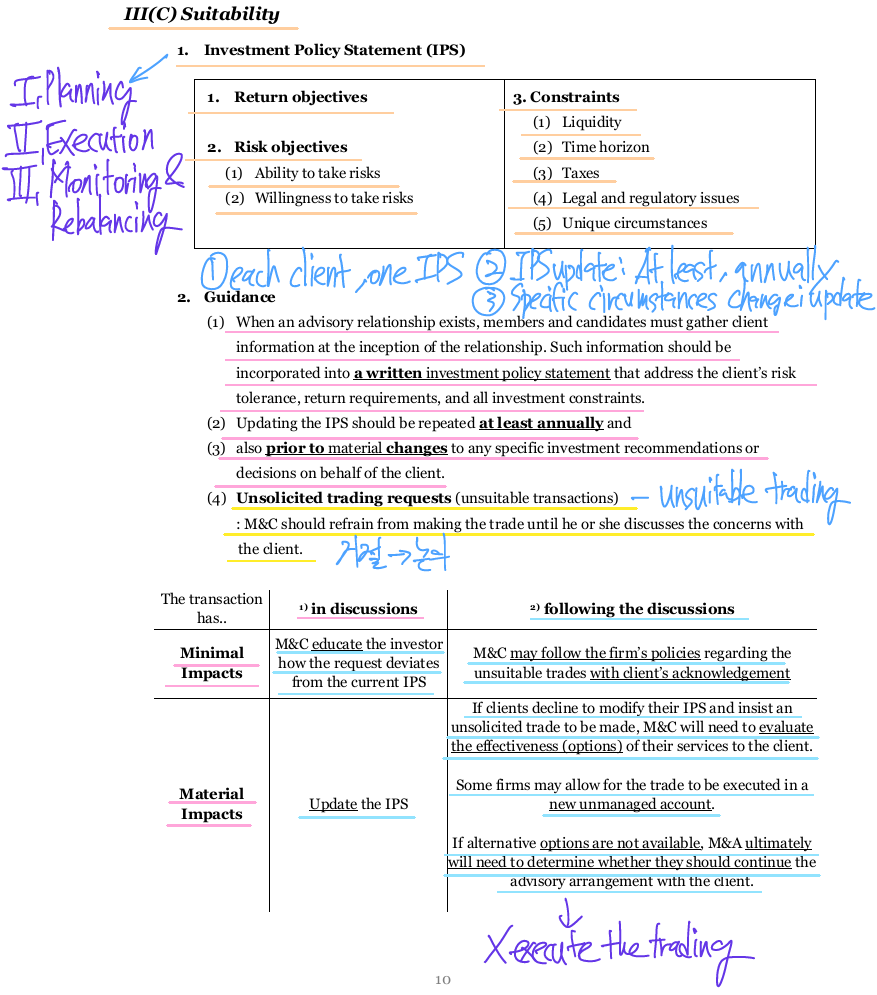 III(C) Suitability
1. Investment Policy Statement (IPS)
I, Planning
II, Execution
III, Monitoring &
Rebalancing
1. Return objectives
2. Risk objectives
(1) Ability to take risks
(2) Willingness to take risks
3. Constraints
(1) Liquidity
(2) Time horizon
(3) Taxes
(4) Legal and regulatory issues
(5) Unique circumstances
① each client, one IPS ② IPS update: At least, annually
③ Specific circumstances change: update
2. Guidance
(1) When an advisory relationship exists, members and candidates must gather client
information at the inception of the relationship. Such information should be
incorporated into a written investment policy statement that address the client's risk
tolerance, return requirements, and all investment constraints.
(2) Updating the IPS should be repeated at least annually and
(3) also prior to material changes to any specific investment recommendations or
decisions on behalf of the client.
(4) Unsolicited trading requests (unsuitable transactions) – unsuitable trading
: M&C should refrain from making the trade until he or she discusses the concerns with
the client. 거절 → 논의
The transaction
has..
1) in discussions
2) following the discussions
Minimal
Impacts
M&C educate the investor
how the request deviates
from the current IPS
M&C may follow the firm's policies regarding the
unsuitable trades with client's acknowledgement
Material
Impacts
Update the IPS
If clients decline to modify their IPS and insist an
unsolicited trade to be made, M&C will need to evaluate
the effectiveness (options) of their services to the client.
Some firms may allow for the trade to be executed in a
new unmanaged account.
If alternative options are not available, M&A ultimately
will need to determine whether they should continue the
advisory arrangement with the client.
↓
X execute the trading
10